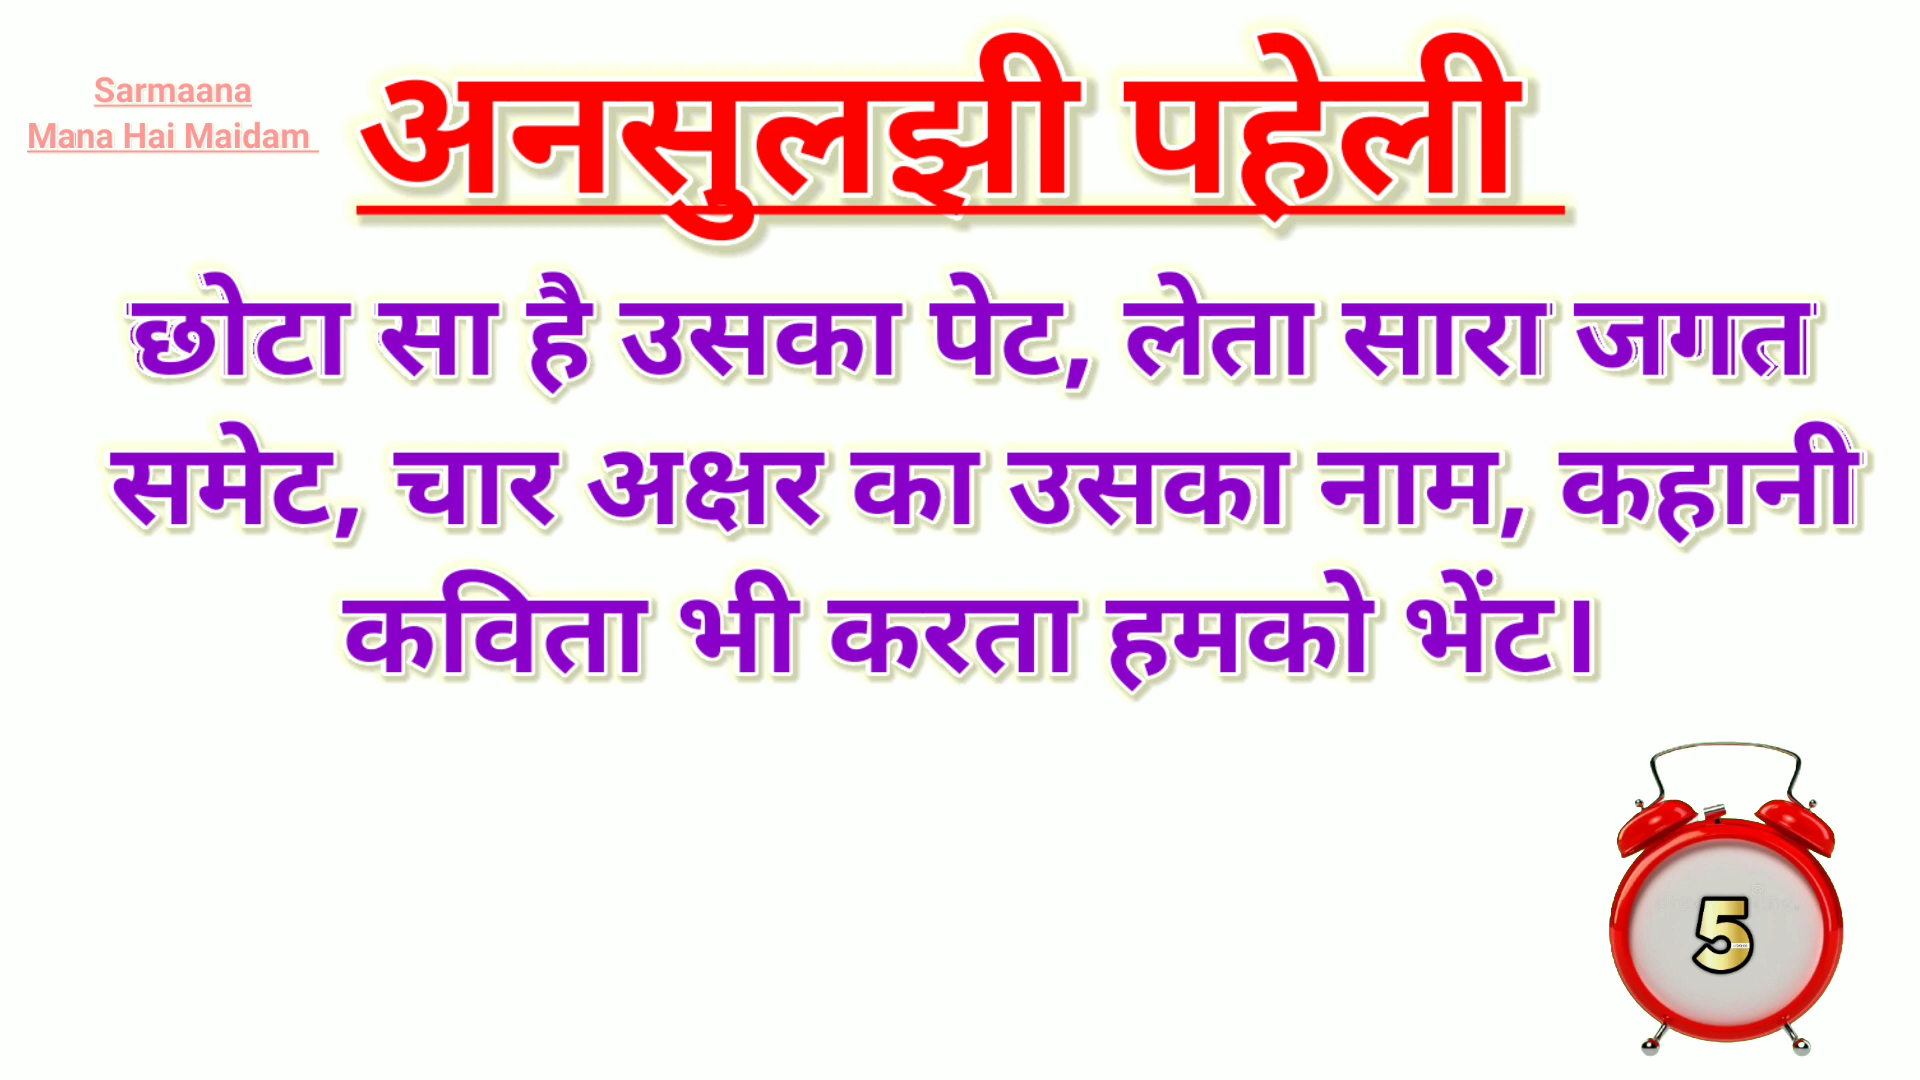 Sarmaana
Mana Hai Maidam
अनसुलझी पहेली
छोटा सा है उसका पेट, लेता सारा जगत
समेट, चार अक्षर का उसका नाम, कहानी
कविता भी करता हमको भेंट।
5